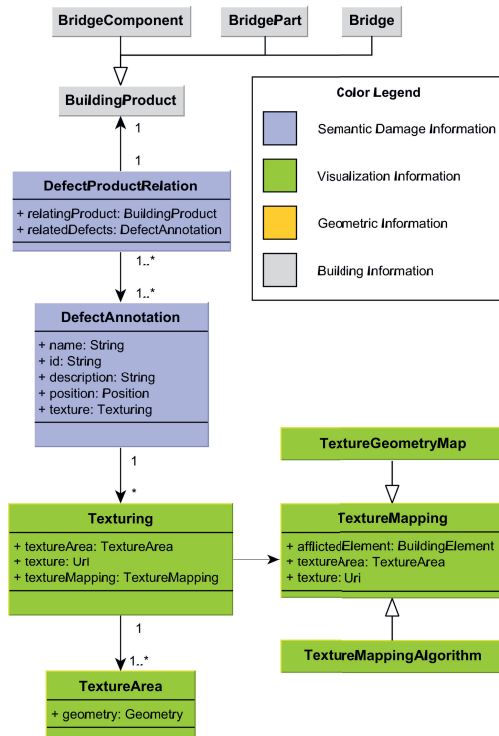 BridgeComponent
BridgePart
Bridge
BuildingProduct
1
1
Color Legend
Semantic Damage Information
Visualization Information
Geometric Information
Building Information
DefectProductRelation
+ relatingProduct: BuildingProduct
+ relatedDefects: DefectAnnotation
1..*
1..*
DefectAnnotation
+ name: String
+ id: String
+ description: String
+ position: Position
+ texture: Texturing
1
*
TextureGeometryMap
Texturing
+ textureArea: TextureArea
+ texture: Uri
+ textureMapping: TextureMapping
TextureMapping
+ afflictedElement: BuildingElement
+ textureArea: TextureArea
+ texture: Uri
1
1..*
TextureMappingAlgorithm
TextureArea
+ geometry: Geometry